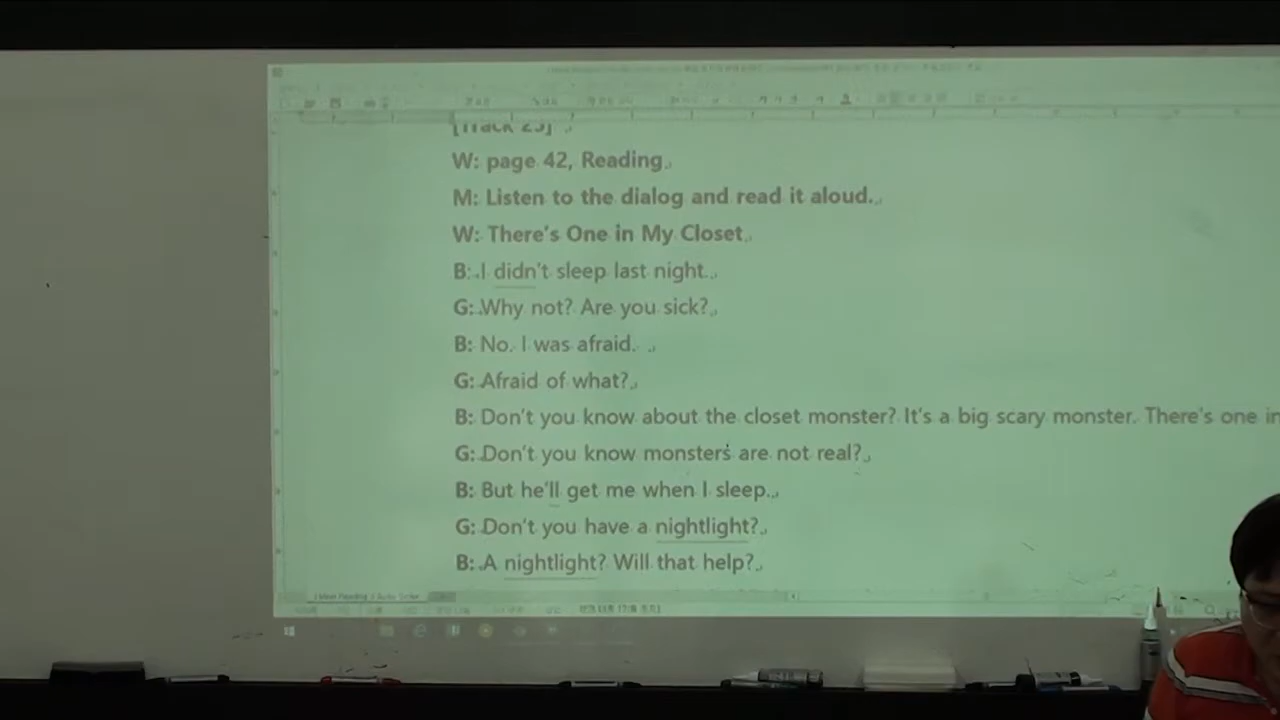 [Track 25]
W: page 42, Reading
M: Listen to the dialog and read it aloud.
W: There's One in My Closet
B: I didn't sleep last night.
G: Why not? Are you sick?
B: No. I was afraid.
G: Afraid of what?
B: Don't you know about the closet monster? It's a big scary monster. There's one in
G: Don't you know monsters are not real?
B: But he'll get me when I sleep.
G: Don't you have a nightlight?
B: A nightlight? Will that help?